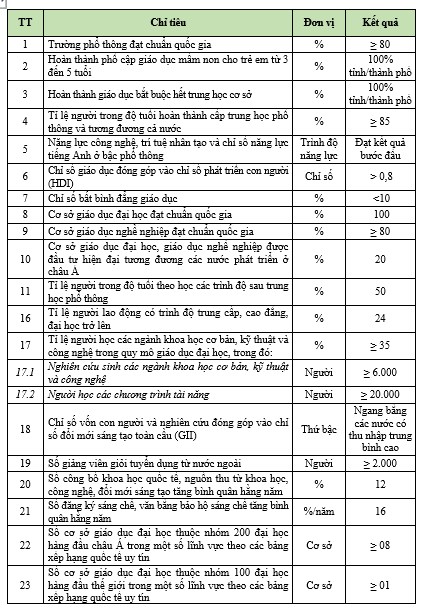 TT Chỉ tiêu Đơn vị Kết quả
1 Trường phổ thông đạt chuẩn quốc gia % ≥ 80
2 Hoàn thành phổ cập giáo dục mầm non cho trẻ em từ 3 đến 5 tuổi % 100% tỉnh/thành phố
3 Hoàn thành giáo dục bắt buộc hết trung học cơ sở % 100% tỉnh/thành phố
4 Tỉ lệ người trong độ tuổi hoàn thành cấp trung học phổ thông và tương đương cả nước % ≥ 85
5 Năng lực công nghệ, trí tuệ nhân tạo và chỉ số năng lực tiếng Anh ở bậc phổ thông Trình độ năng lực Đạt kết quả bước đầu
6 Chỉ số giáo dục đóng góp vào chỉ số phát triển con người (HDI) Chỉ số > 0,8
7 Chỉ số bất bình đẳng giáo dục % <10
8 Cơ sở giáo dục đại học đạt chuẩn quốc gia % 100
9 Cơ sở giáo dục nghề nghiệp đạt chuẩn quốc gia % ≥ 80
10 Cơ sở giáo dục đại học, giáo dục nghề nghiệp được đầu tư hiện đại tương đương các nước phát triển ở châu Á % 20
11 Tỉ lệ người trong độ tuổi theo học các trình độ sau trung học phổ thông % 50
16 Tỉ lệ người lao động có trình độ trung cấp, cao đẳng, đại học trở lên % 24
17 Tỉ lệ người học các ngành khoa học cơ bản, kỹ thuật và công nghệ trong quy mô giáo dục đại học, trong đó: % ≥ 35
17.1 Nghiên cứu sinh các ngành khoa học cơ bản, kỹ thuật và công nghệ Người ≥ 6.000
17.2 Người học các chương trình tài năng Người ≥ 20.000
18 Chỉ số vốn con người và nghiên cứu đóng góp vào chỉ số đổi mới sáng tạo toàn cầu (GII) Thứ bậc Ngang bằng các nước có thu nhập trung bình cao
19 Số giảng viên giỏi tuyển dụng từ nước ngoài Người ≥ 2.000
20 Số công bố khoa học quốc tế, nguồn thu từ khoa học, công nghệ, đổi mới sáng tạo tăng bình quân hằng năm % 12
21 Số đăng ký sáng chế, văn bằng bảo hộ sáng chế tăng bình quân hằng năm %/năm 16
22 Số cơ sở giáo dục đại học thuộc nhóm 200 đại học hàng đầu châu Á trong một số lĩnh vực theo các bảng xếp hạng quốc tế uy tín Cơ sở ≥ 08
23 Số cơ sở giáo dục đại học thuộc nhóm 100 đại học hàng đầu thế giới trong một số lĩnh vực theo các bảng xếp hạng quốc tế uy tín Cơ sở ≥ 01